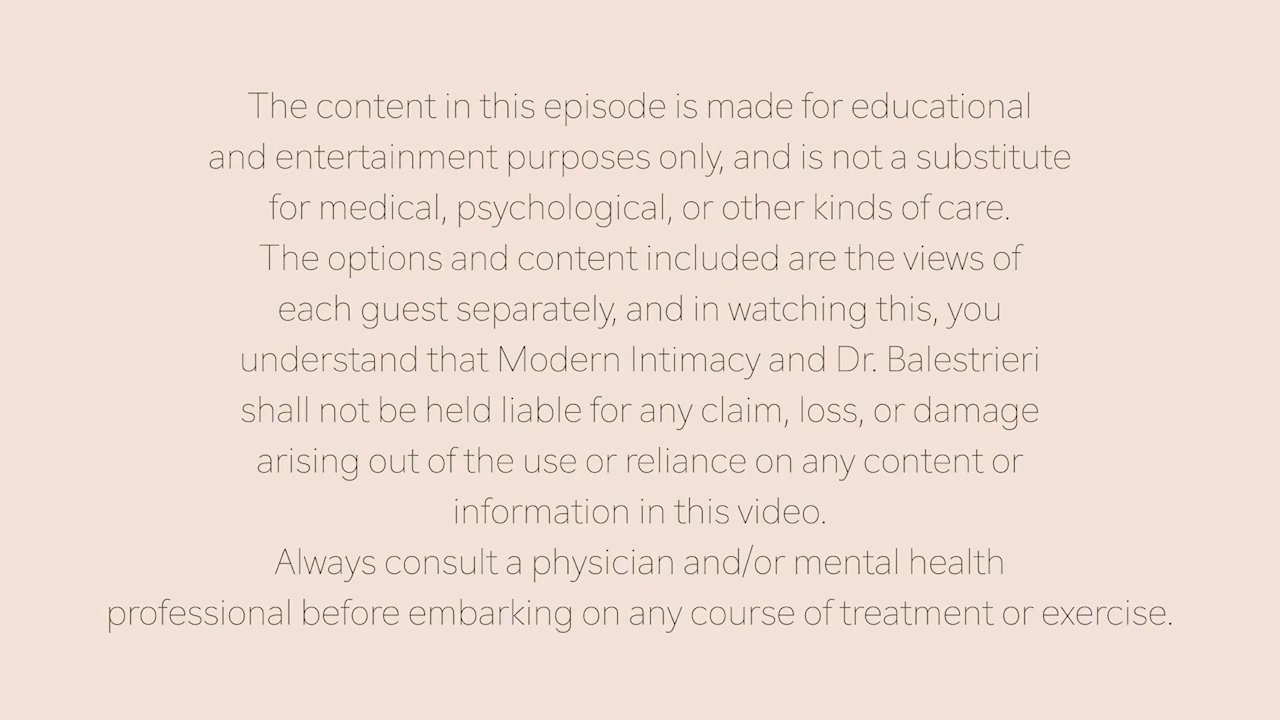 The content in this episode is made for educational
and entertainment purposes only, and is not a substitute
for medical, psychological, or other kinds of care.
The options and content included are the views of
each guest separately, and in watching this, you
understand that Modern Intimacy and Dr. Balestrieri
shall not be held liable for any claim, loss, or damage
arising out of the use or reliance on any content or
information in this video.
Always consult a physician and/or mental health
professional before embarking on any course of treatment or exercise.